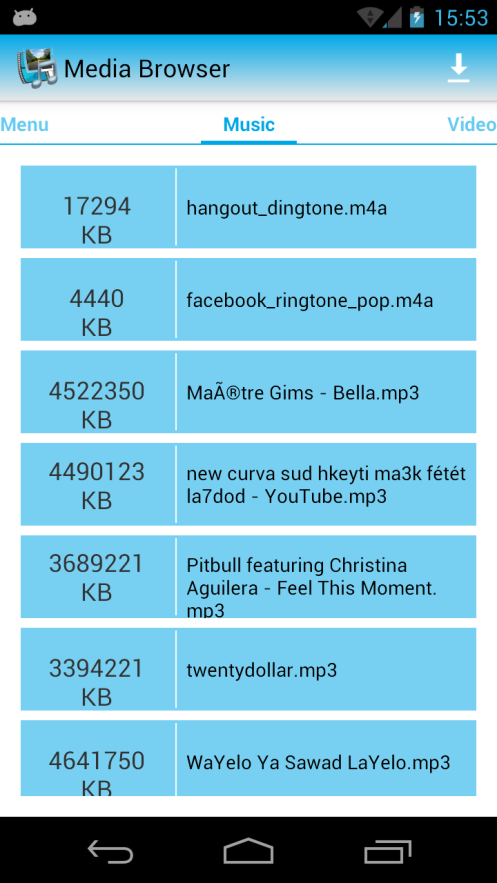 15:53
Media Browser
Menu
Music
Video
17294
KB
hangout_dingtone.m4a
4440
KB
facebook_ringtone_pop.m4a
4522350
KB
MaÃ®tre Gims - Bella.mp3
4490123
KB
new curva sud hkeyti ma3k fétét
la7dod - YouTube.mp3
3689221
KB
Pitbull featuring Christina
Aguilera - Feel This Moment.
mp3
3394221
KB
twentydollar.mp3
4641750
KB
WaYelo Ya Sawad LaYelo.mp3